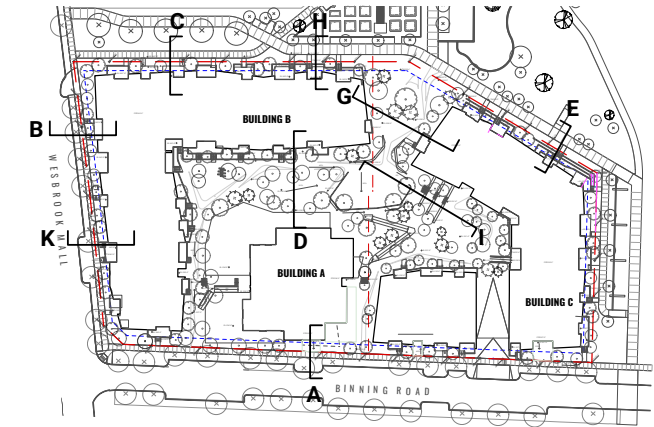 C
H
G
E
B
BUILDING B
WESBROOK MALL
K
D
I
BUILDING A
BUILDING C
A
BINNING ROAD